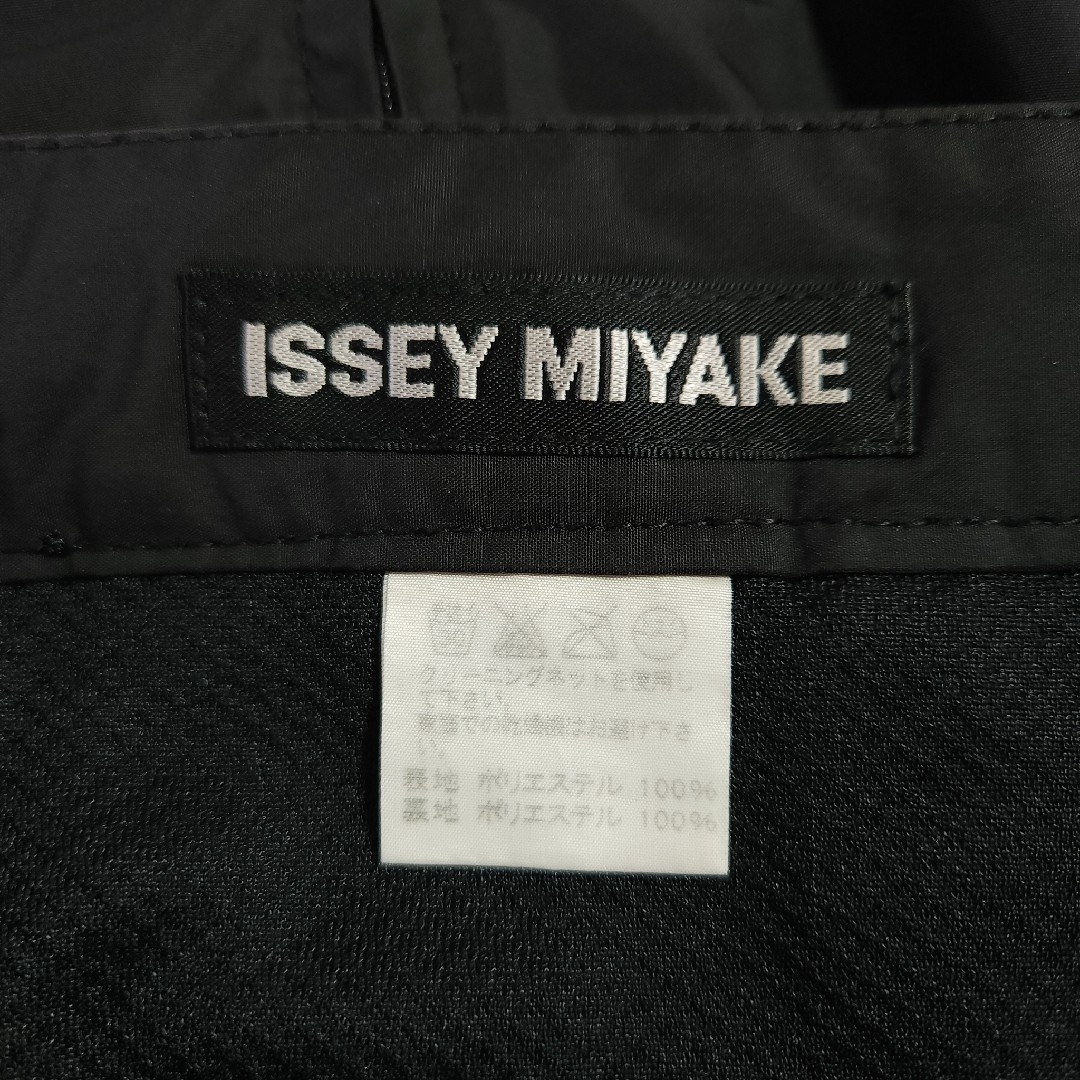 ISSEY MIYAKE
クリーニングネットを使用し
て下さい。
家庭での乾燥機はお避け下さ
い。
表地 ポリエステル 100%
裏地 ポリエステル 100%